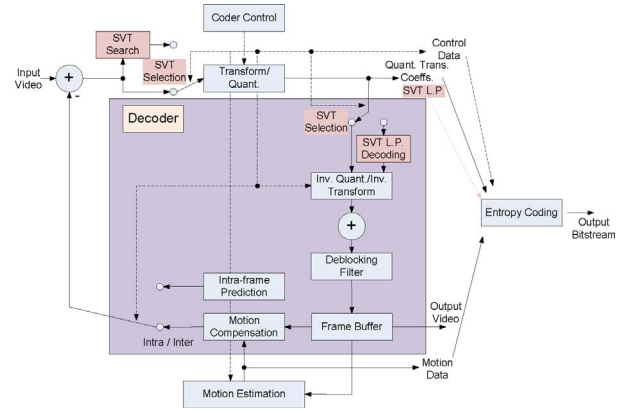 Coder Control
SVT
Search
Control
Data
Input
Video
+
-
SVT
Selection
Transform/
Quant.
Quant. Trans.
Coeffs.
SVT L.P.
Decoder
SVT
Selection
SVT L.P.
Decoding
Inv. Quant./Inv.
Transform
Entropy Coding
Output
Bitstream
+
Deblocking
Filter
Intra-frame
Prediction
Output
Video
Motion
Compensation
Frame Buffer
Intra / Inter
Motion
Data
Motion Estimation